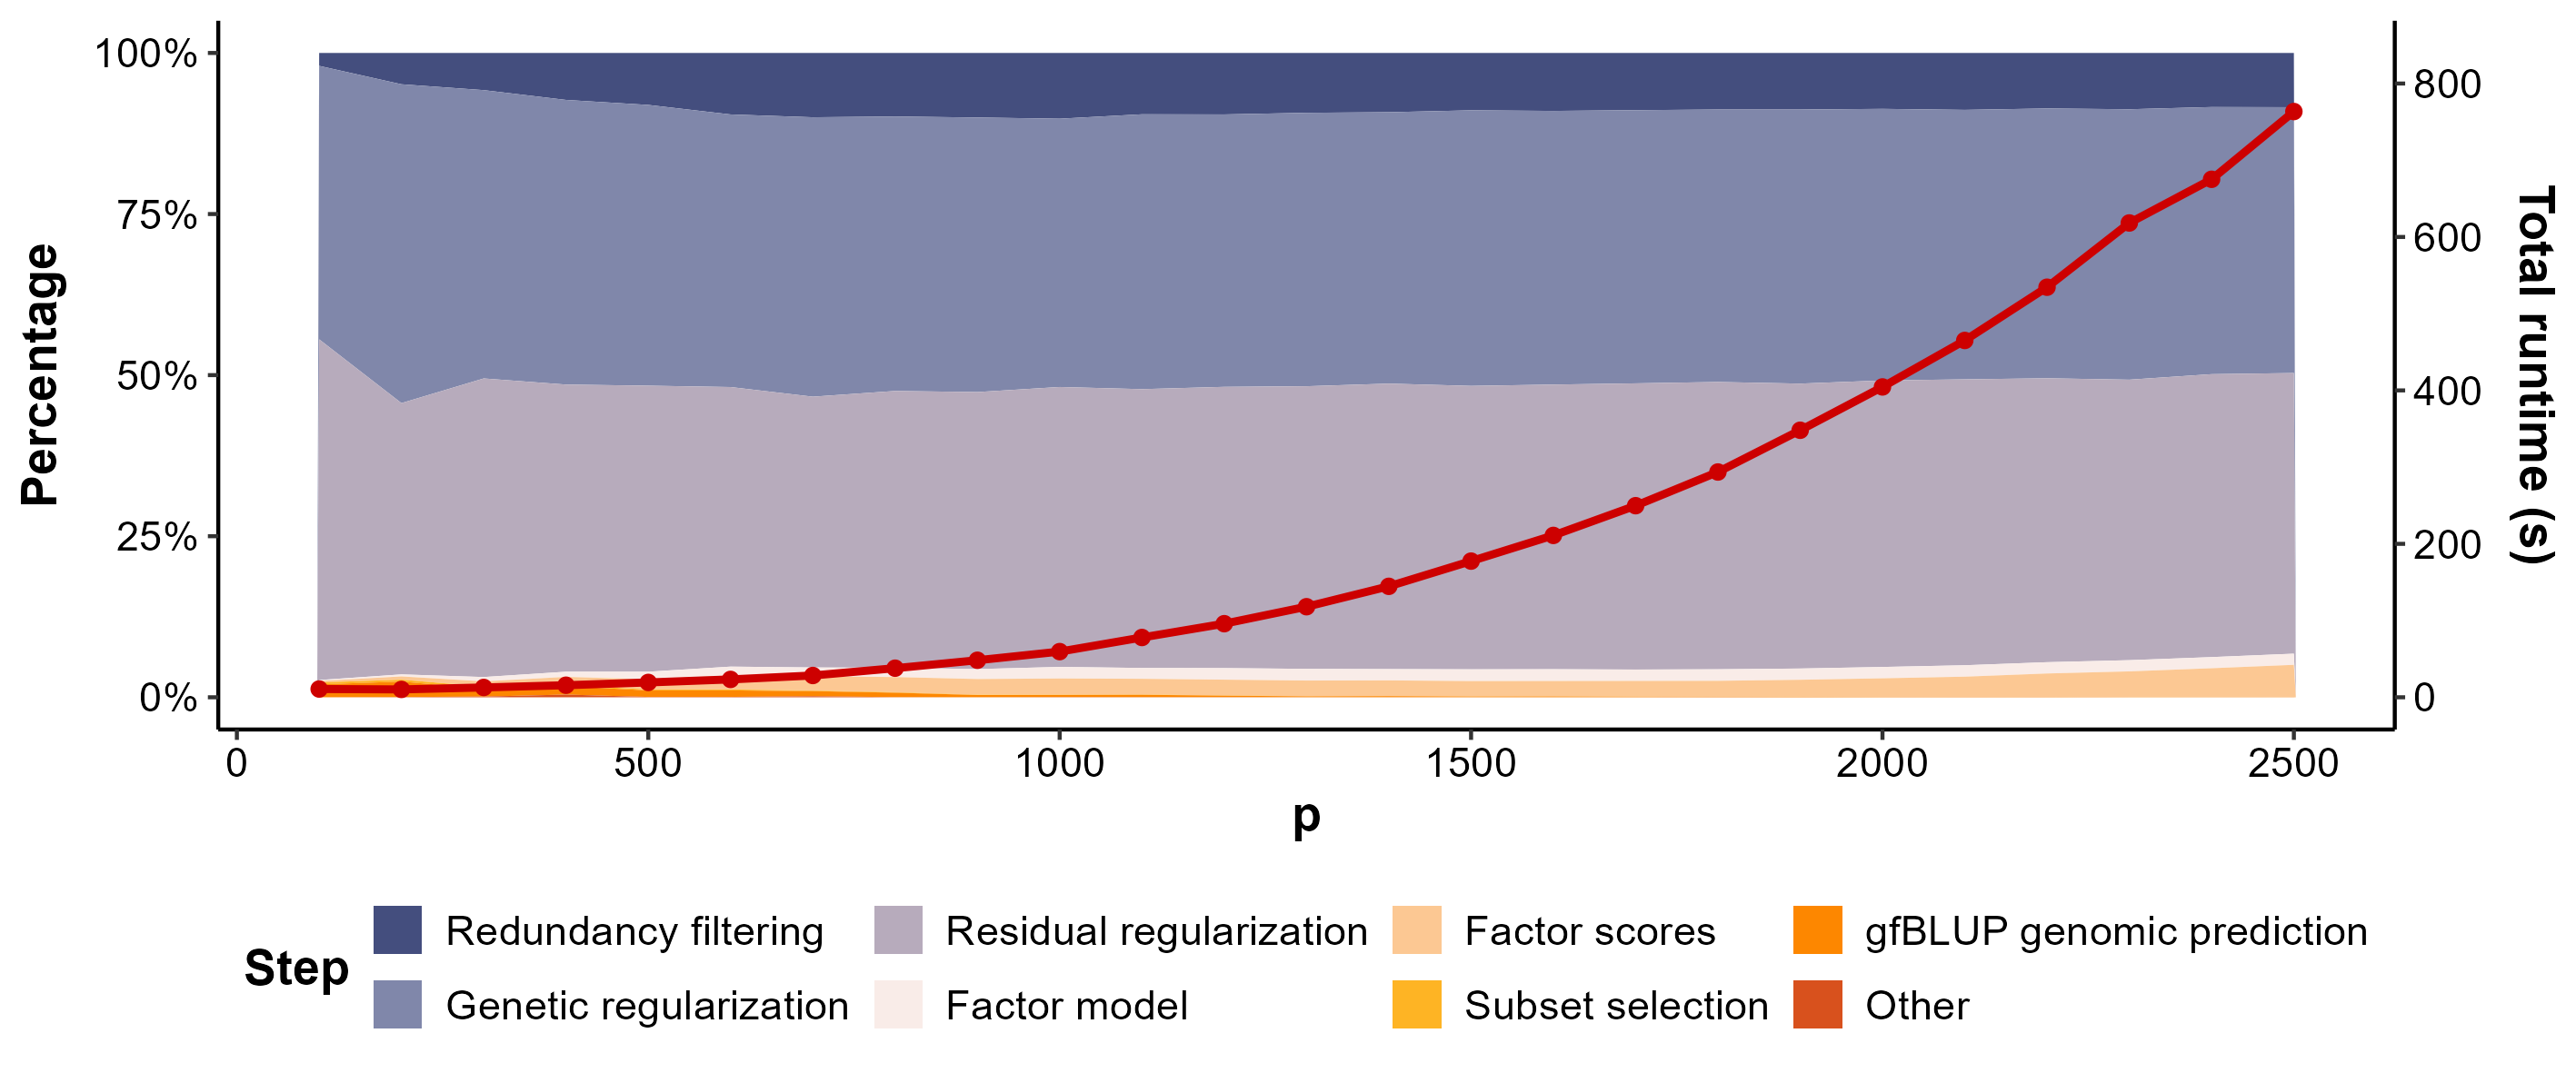 Percentage
100%
75%
50%
25%
0%
Total runtime (s)
800
600
400
200
0
0 500 1000 1500 2000 2500
p
Step
Redundancy filtering
Residual regularization
Factor scores
gfBLUP genomic prediction
Genetic regularization
Factor model
Subset selection
Other